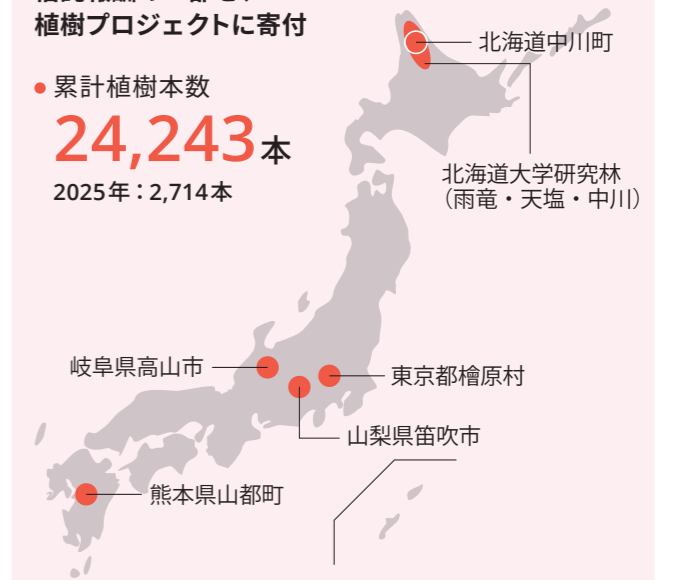 植樹プロジェクトに寄付
累計植樹本数
24,243本
2025年：2,714本
北海道中川町
北海道大学研究林
（雨竜・天塩・中川）
岐阜県高山市
東京都檜原村
山梨県笛吹市
熊本県山都町